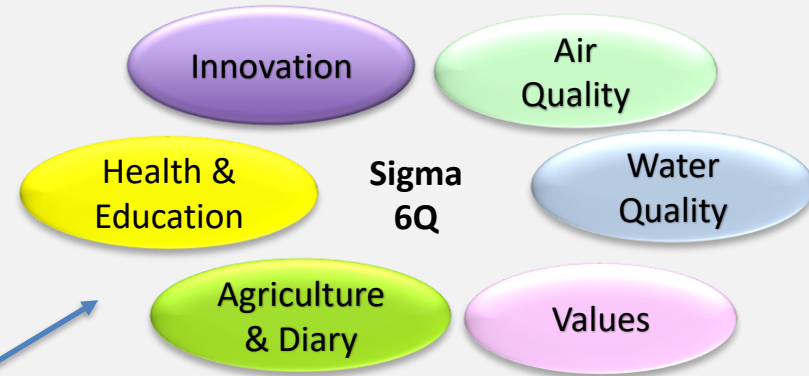 Innovation
Air
Quality
Health &
Education
Sigma
6Q
Water
Quality
Agriculture
& Diary
Values